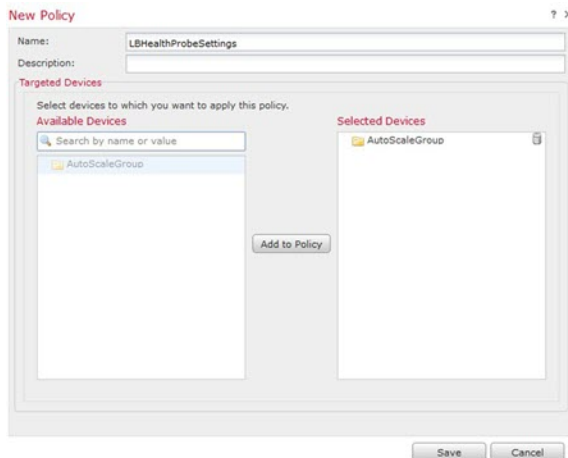 New Policy
?
Name:
LBHealthProbeSettings
Description:
Targeted Devices
Select devices to which you want to apply this policy.
Available Devices
Selected Devices
Search by name or value
AutoScaleGroup
AutoScaleGroup
Add to Policy
Save
Cancel